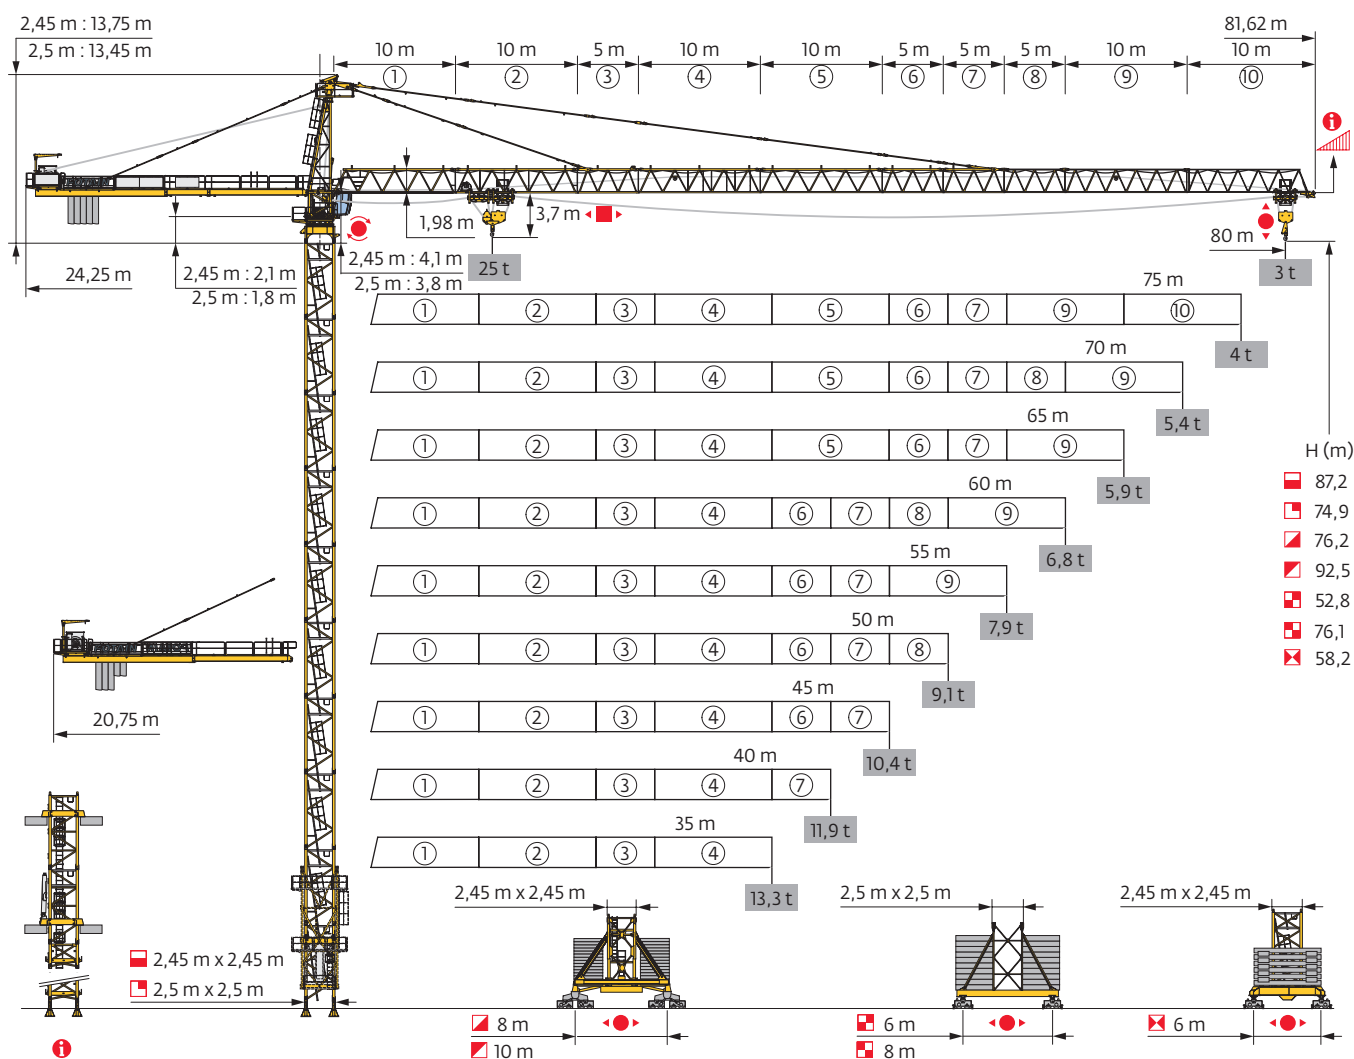 2,45 m : 13,75 m
2,5 m : 13,45 m
81,62 m
10 m 10 m 5 m 10 m 10 m 5 m 5 m 5 m 10 m 10 m
① ② ③ ④ ⑤ ⑥ ⑦ ⑧ ⑨ ⑩
i
1,98 m
3,7 m
80 m
24,25 m
2,45 m : 2,1 m
2,5 m : 1,8 m
2,45 m : 4,1 m
2,5 m : 3,8 m
25 t
3 t
75 m
① ② ③ ④ ⑤ ⑥ ⑦ ⑨ ⑩
4 t
70 m
① ② ③ ④ ⑤ ⑥ ⑦ ⑧ ⑨
5,4 t
65 m
① ② ③ ④ ⑤ ⑥ ⑦ ⑨
5,9 t
60 m
① ② ③ ④ ⑥ ⑦ ⑧ ⑨
6,8 t
55 m
① ② ③ ④ ⑥ ⑦ ⑨
7,9 t
50 m
① ② ③ ④ ⑥ ⑦ ⑧
9,1 t
45 m
① ② ③ ④ ⑥ ⑦
10,4 t
40 m
① ② ③ ④ ⑦
11,9 t
35 m
① ② ③ ④
13,3 t
H (m)
87,2
74,9
76,2
92,5
52,8
76,1
58,2
20,75 m
2,45 m x 2,45 m
2,5 m x 2,5 m
i
2,45 m x 2,45 m
8 m
10 m
2,5 m x 2,5 m
6 m
8 m
2,45 m x 2,45 m
6 m